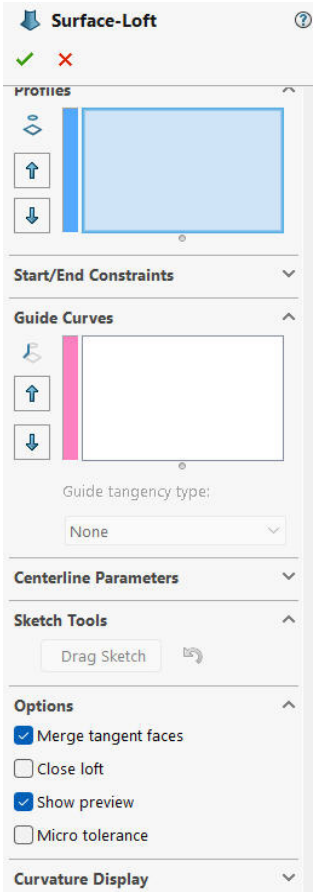 Surface-Loft
Profiles
Start/End Constraints
Guide Curves
Guide tangency type:
None
Centerline Parameters
Sketch Tools
Drag Sketch
Options
Merge tangent faces
Close loft
Show preview
Micro tolerance
Curvature Display